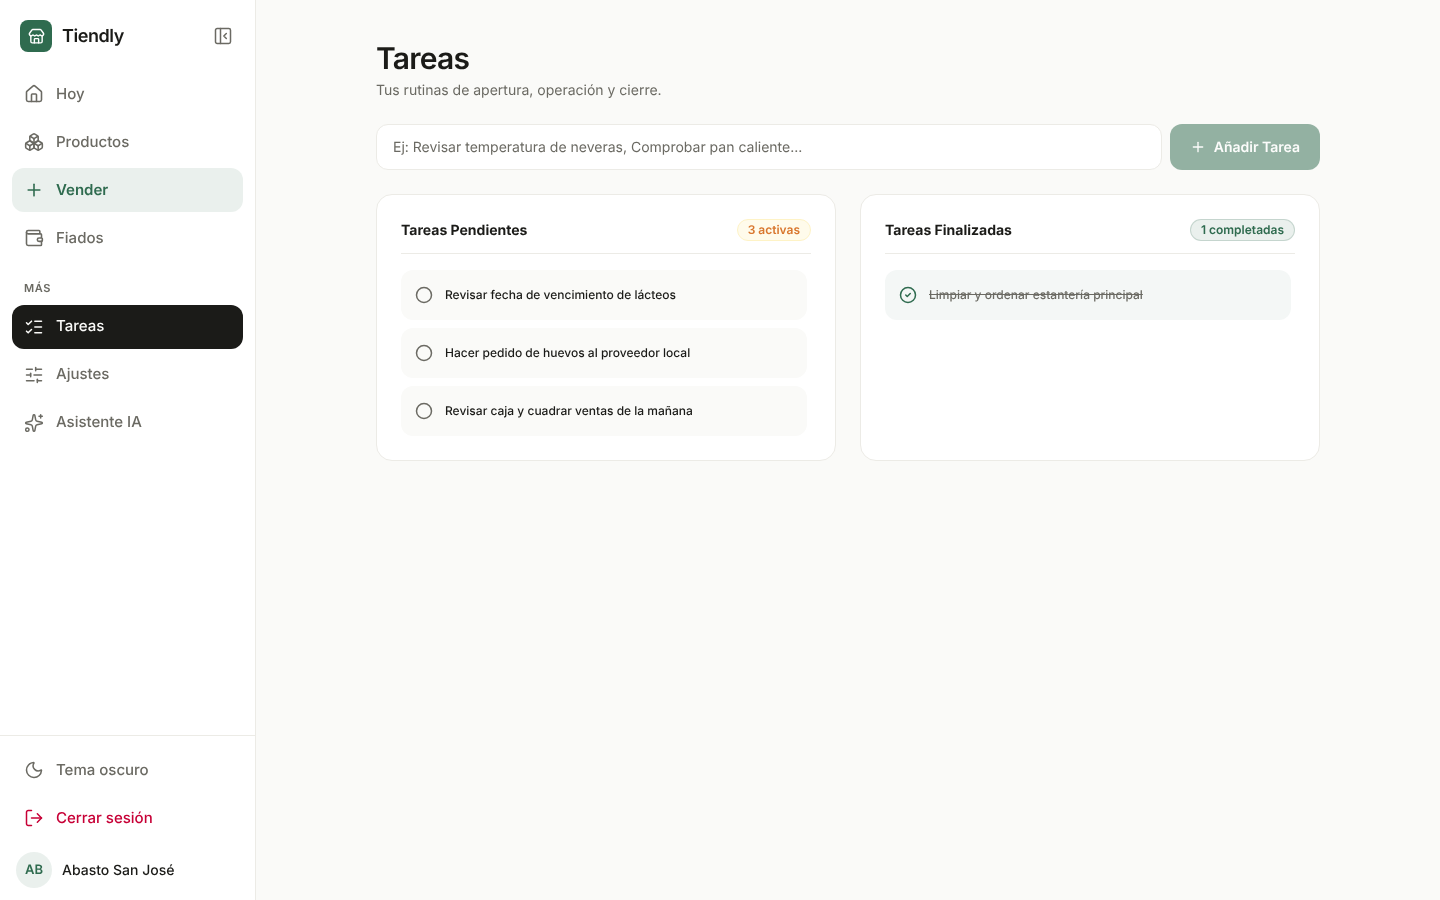 Tiendly
Hoy
Productos
Vender
Fiados
MÁS
Tareas
Ajustes
Asistente IA
Tema oscuro
Cerrar sesión
AB
Abasto San José
Tareas
Tus rutinas de apertura, operación y cierre.
Ej: Revisar temperatura de neveras, Comprobar pan caliente...
Añadir Tarea
Tareas Pendientes
3 activas
Revisar fecha de vencimiento de lácteos
Hacer pedido de huevos al proveedor local
Revisar caja y cuadrar ventas de la mañana
Tareas Finalizadas
1 completadas
Limpiar y ordenar estantería principal